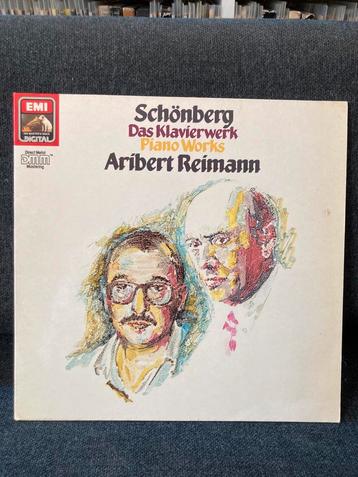 EMI
DIGITAL
Direct Metal
DMM
Mastering
Schönberg
Das Klavierwerk
Piano Works
Aribert Reimann